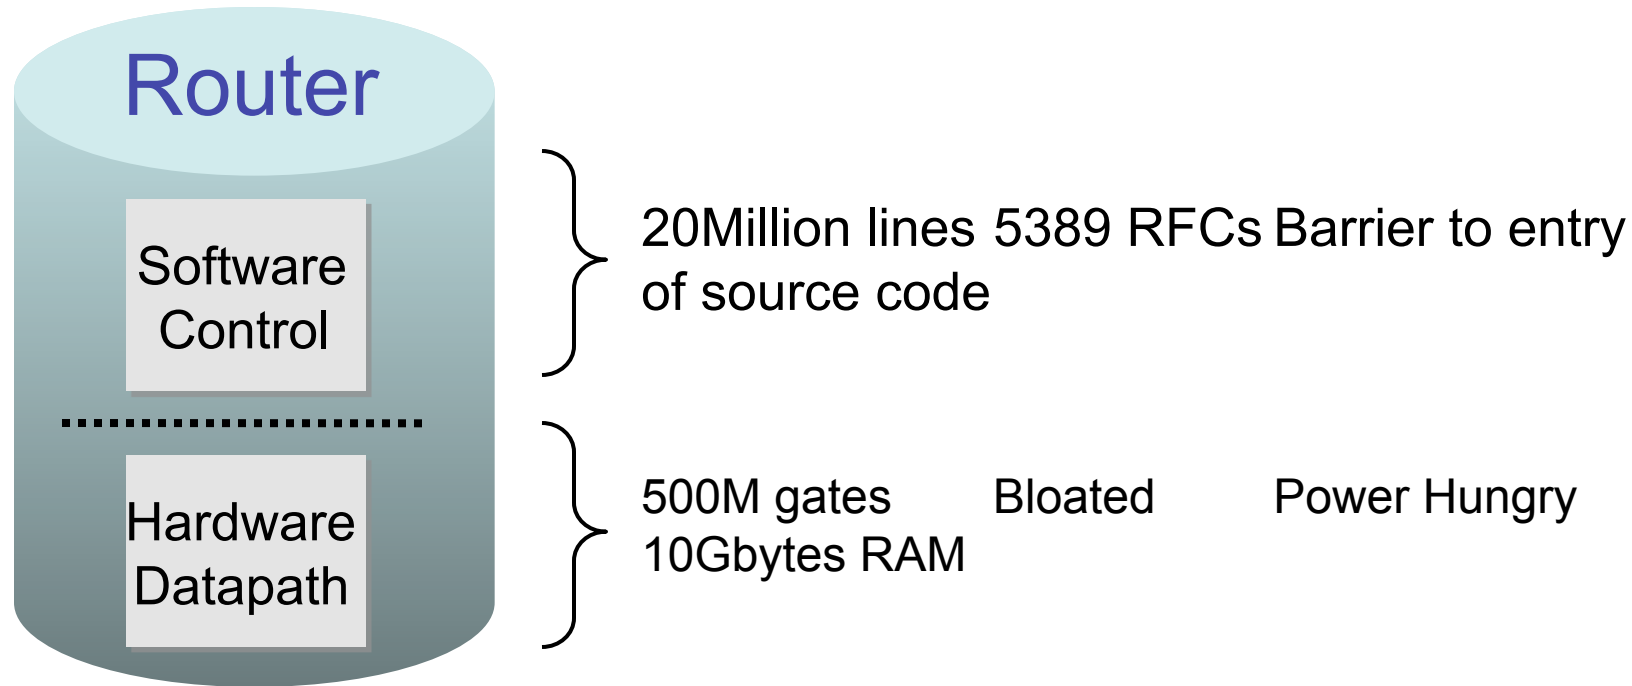 Router
Software
Control
20Million lines 5389 RFCs Barrier to entry
of source code
Hardware
Datapath
500M gates Bloated Power Hungry
10Gbytes RAM